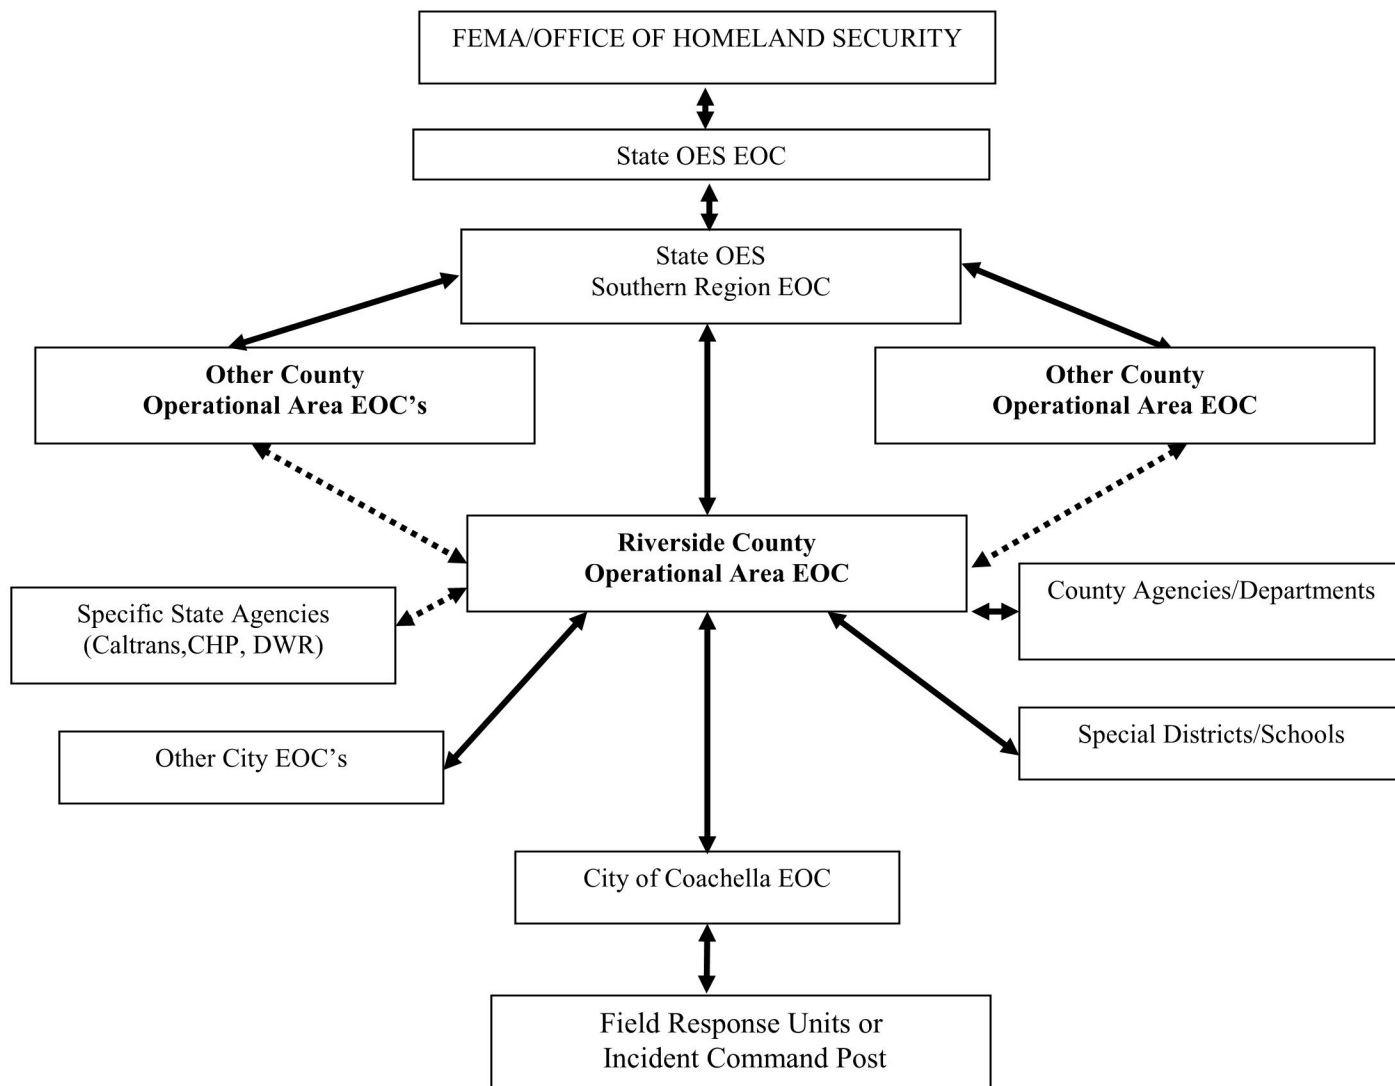 FEMA/OFFICE OF HOMELAND SECURITY
State OES EOC
State OES
Southern Region EOC
Other County
Operational Area EOC’s
Other County
Operational Area EOC
Riverside County
Operational Area EOC
Specific State Agencies
(Caltrans,CHP, DWR)
County Agencies/Departments
Other City EOC’s
Special Districts/Schools
City of Coachella EOC
Field Response Units or
Incident Command Post